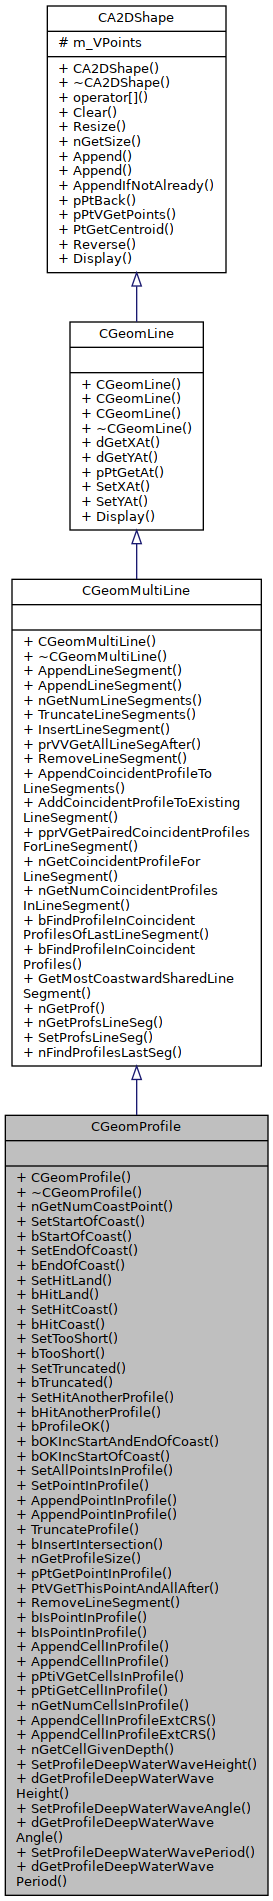 CA2DShape
# m_VPoints
+ CA2DShape()
+ ~CA2DShape()
+ operator[]()
+ Clear()
+ Resize()
+ nGetSize()
+ Append()
+ Append()
+ AppendIfNotAlready()
+ pPtBack()
+ pPtVGetPoints()
+ PtGetCentroid()
+ Reverse()
+ Display()
CGeomLine
+ CGeomLine()
+ CGeomLine()
+ CGeomLine()
+ ~CGeomLine()
+ dGetXAt()
+ dGetYAt()
+ pPtGetAt()
+ SetXAt()
+ SetYAt()
+ Display()
CGeomMultiLine
+ CGeomMultiLine()
+ ~CGeomMultiLine()
+ AppendLineSegment()
+ AppendLineSegment()
+ nGetNumLineSegments()
+ TruncateLineSegments()
+ InsertLineSegment()
+ prVVGetAllLineSegAfter()
+ RemoveLineSegment()
+ AppendCoincidentProfileTo
LineSegments()
+ AddCoincidentProfileToExisting
LineSegment()
+ pprVGetPairedCoincidentProfiles
ForLineSegment()
+ nGetCoincidentProfileFor
LineSegment()
+ nGetNumCoincidentProfiles
InLineSegment()
+ bFindProfileInCoincident
ProfilesOfLastLineSegment()
+ bFindProfileInCoincident
Profiles()
+ GetMostCoastwardSharedLine
Segment()
+ nGetProf()
+ nGetProfsLineSeg()
+ SetProfsLineSeg()
+ nFindProfilesLastSeg()
CGeomProfile
+ CGeomProfile()
+ ~CGeomProfile()
+ nGetNumCoastPoint()
+ SetStartOfCoast()
+ bStartOfCoast()
+ SetEndOfCoast()
+ bEndOfCoast()
+ SetHitLand()
+ bHitLand()
+ SetHitCoast()
+ bHitCoast()
+ SetTooShort()
+ bTooShort()
+ SetTruncated()
+ bTruncated()
+ SetHitAnotherProfile()
+ bHitAnotherProfile()
+ bProfileOK()
+ bOKIncStartAndEndOfCoast()
+ bOKIncStartOfCoast()
+ SetAllPointsInProfile()
+ SetPointInProfile()
+ AppendPointInProfile()
+ AppendPointInProfile()
+ TruncateProfile()
+ bInsertIntersection()
+ nGetProfileSize()
+ pPtGetPointInProfile()
+ PtVGetThisPointAndAllAfter()
+ RemoveLineSegment()
+ bIsPointInProfile()
+ bIsPointInProfile()
+ AppendCellInProfile()
+ AppendCellInProfile()
+ pPtiVGetCellsInProfile()
+ pPtiGetCellInProfile()
+ nGetNumCellsInProfile()
+ AppendCellInProfileExtCRS()
+ AppendCellInProfileExtCRS()
+ nGetCellGivenDepth()
+ SetProfileDeepWaterWaveHeight()
+ dGetProfileDeepWaterWave
Height()
+ SetProfileDeepWaterWaveAngle()
+ dGetProfileDeepWaterWave
Angle()
+ SetProfileDeepWaterWavePeriod()
+ dGetProfileDeepWaterWave
Period()